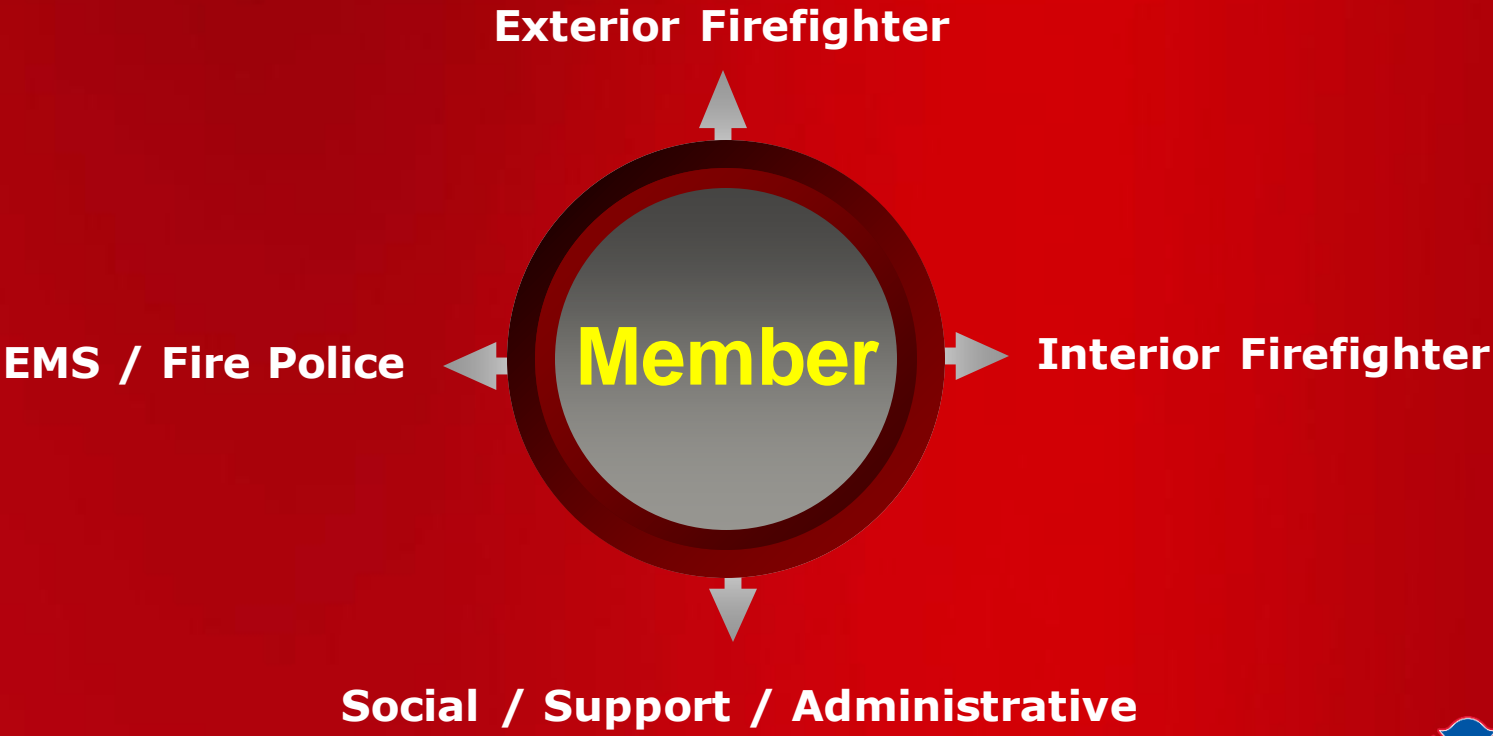 Exterior Firefighter
EMS / Fire Police
Member
Interior Firefighter
Social / Support / Administrative